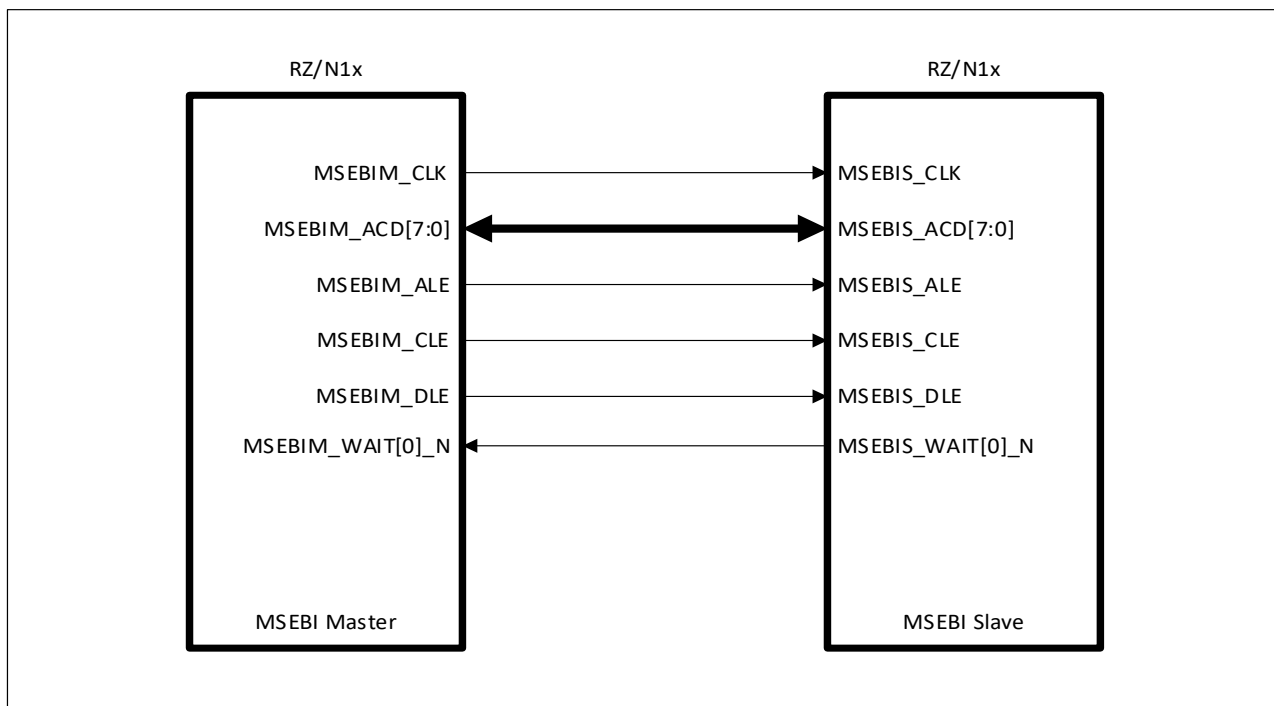 RZ/N1x
RZ/N1x
MSEBIM_CLK
MSEBIS_CLK
MSEBIM_ACD[7:0]
MSEBIS_ACD[7:0]
MSEBIM_ALE
MSEBIS_ALE
MSEBIM_CLE
MSEBIS_CLE
MSEBIM_DLE
MSEBIS_DLE
MSEBIM_WAIT[0]_N
MSEBIS_WAIT[0]_N
MSEBI Master
MSEBI Slave